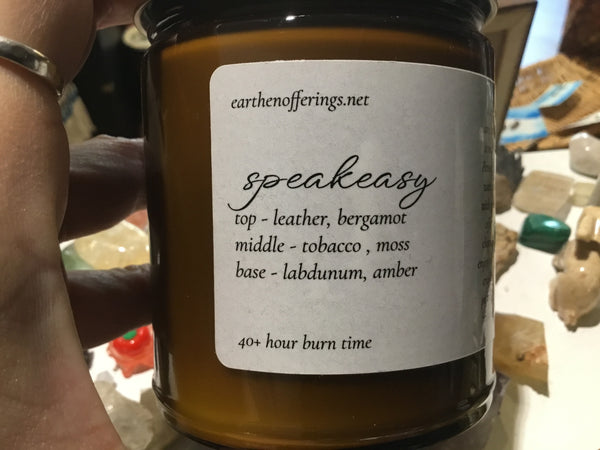 earthenofferings.net
speakeasy
top - leather, bergamot
middle - tobacco , moss
base - labdunum, amber
40+ hour burn time